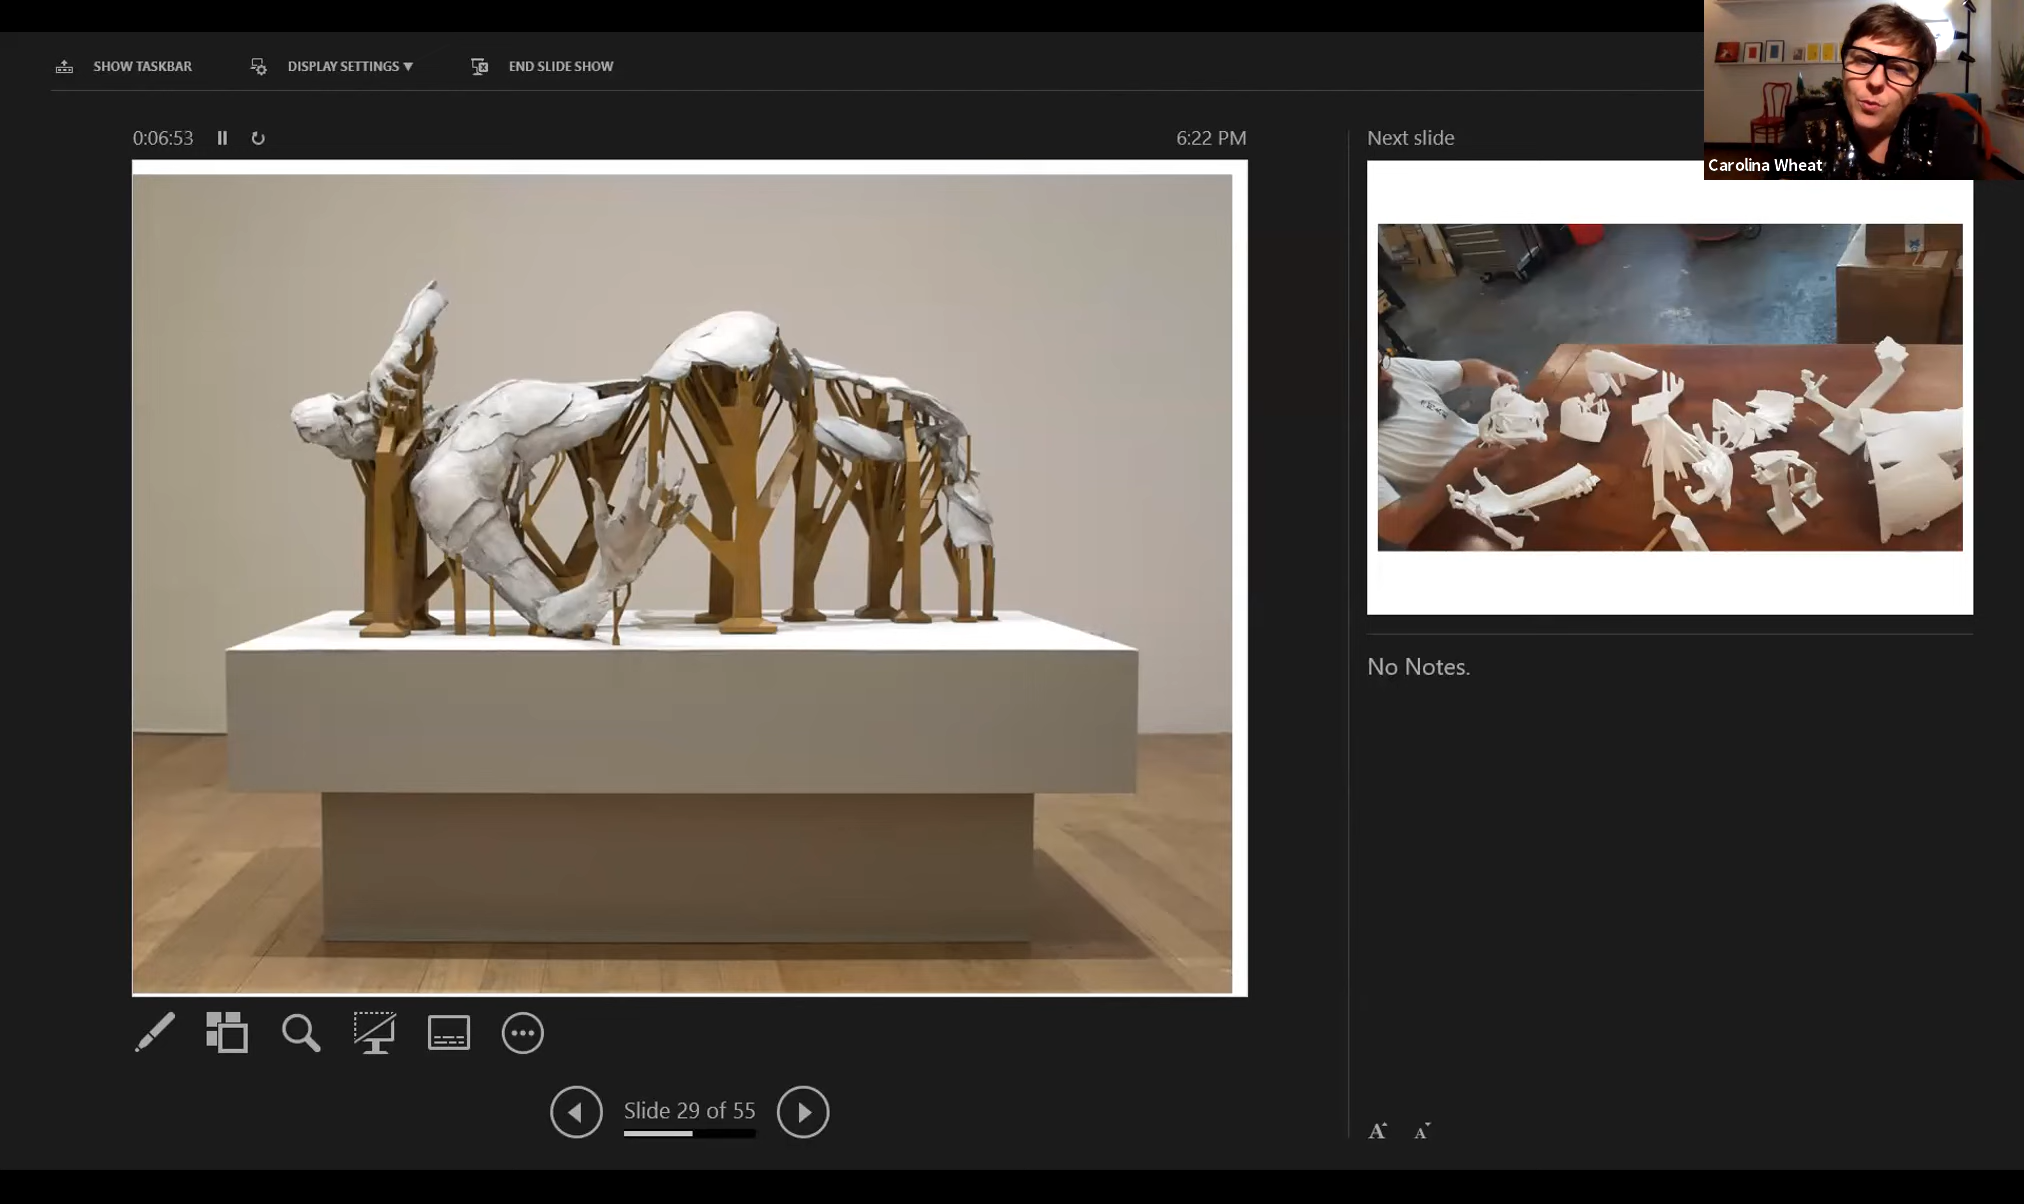 SHOW TASKBAR
DISPLAY SETTINGS
END SLIDE SHOW
0:06:53
6:22 PM
Next slide
Carolina Wheat
No Notes.
Slide 29 of 55
A
A